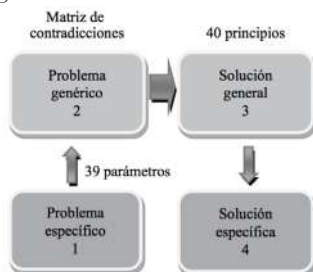 Matriz de
contradicciones
40 principios
Problema
genérico
2
Solución
general
3
39 parámetros
Problema
específico
1
Solución
específica
4